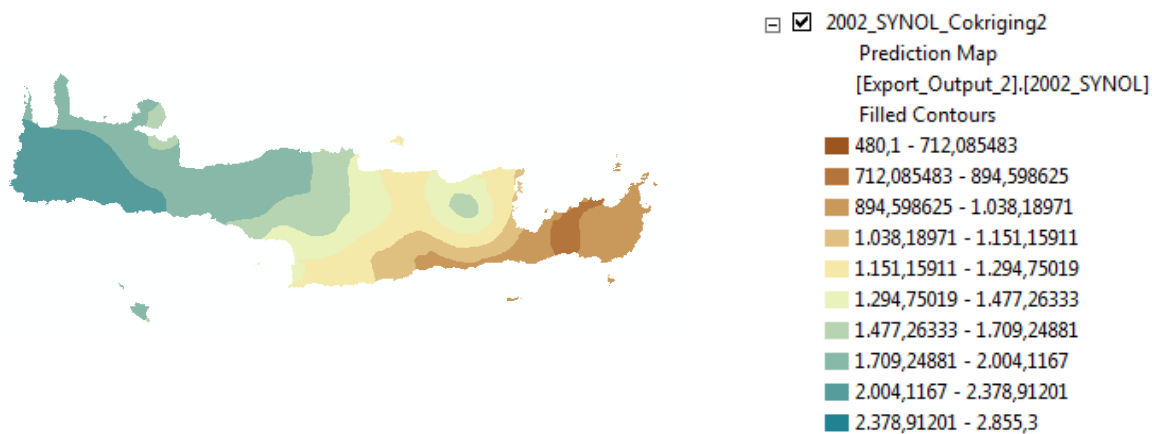 2002_SYNOL_Cokriging2
Prediction Map
[Export_Output_2].[2002_SYNOL]
Filled Contours
480,1 - 712,085483
712,085483 - 894,598625
894,598625 - 1.038,18971
1.038,18971 - 1.151,15911
1.151,15911 - 1.294,75019
1.294,75019 - 1.477,26333
1.477,26333 - 1.709,24881
1.709,24881 - 2.004,1167
2.004,1167 - 2.378,91201
2.378,91201 - 2.855,3